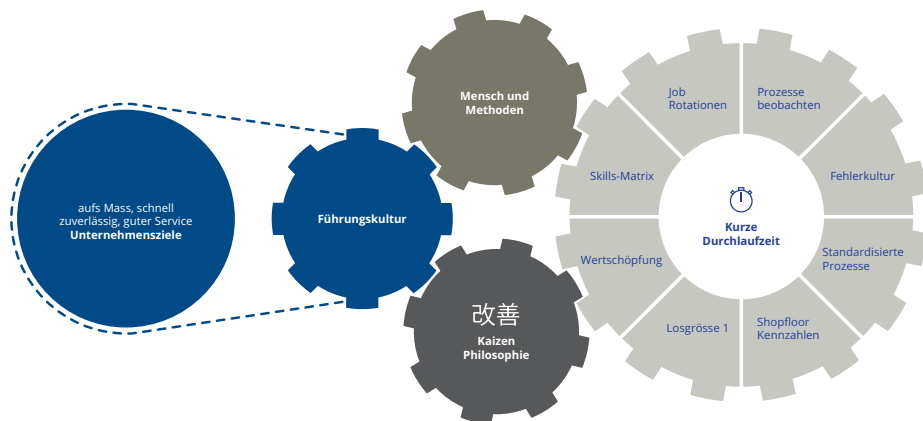 aufs Mass, schnell
zuverlässig, guter Service
Unternehmensziele
Führungskultur
Mensch und
Methoden
改善
Kaizen
Philosophie
Job
Rotationen
Prozesse
beobachten
Skills-Matrix
Fehlerkultur
Kurze
Durchlaufzeit
Wertschöpfung
Standardisierte
Prozesse
Losgrösse 1
Shopfloor
Kennzahlen